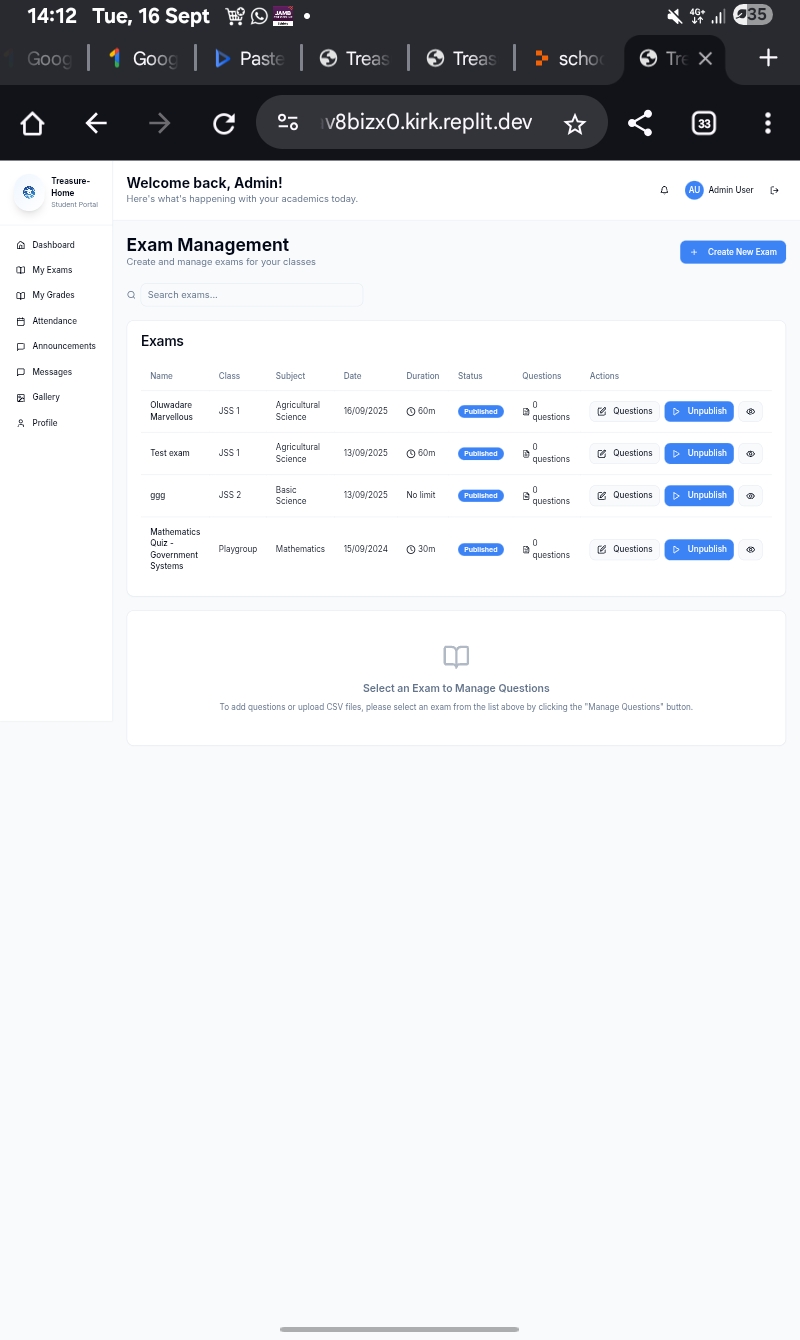 14:12 Tue, 16 Sept
JAMB
4G+
35
Goog
Goog
Paste
Treas
Treas
schoo
Tre
v8bizx0.kirk.replit.dev
33
Treasure-
Home
Student Portal
Welcome back, Admin!
Here's what's happening with your academics today.
AU Admin User
Dashboard
My Exams
My Grades
Attendance
Announcements
Messages
Gallery
Profile
Exam Management
Create and manage exams for your classes
+ Create New Exam
Search exams...
Exams
Name Class Subject Date Duration Status Questions Actions
Oluwadare
Marvellous
JSS 1
Agricultural
Science
16/09/2025
60m
Published
0
questions
Questions
Unpublish
Test exam
JSS 1
Agricultural
Science
13/09/2025
60m
Published
0
questions
Questions
Unpublish
ggg
JSS 2
Basic
Science
13/09/2025
No limit
Published
0
questions
Questions
Unpublish
Mathematics
Quiz -
Government
Systems
Playgroup
Mathematics
15/09/2024
30m
Published
0
questions
Questions
Unpublish
Select an Exam to Manage Questions
To add questions or upload CSV files, please select an exam from the list above by clicking the "Manage Questions" button.